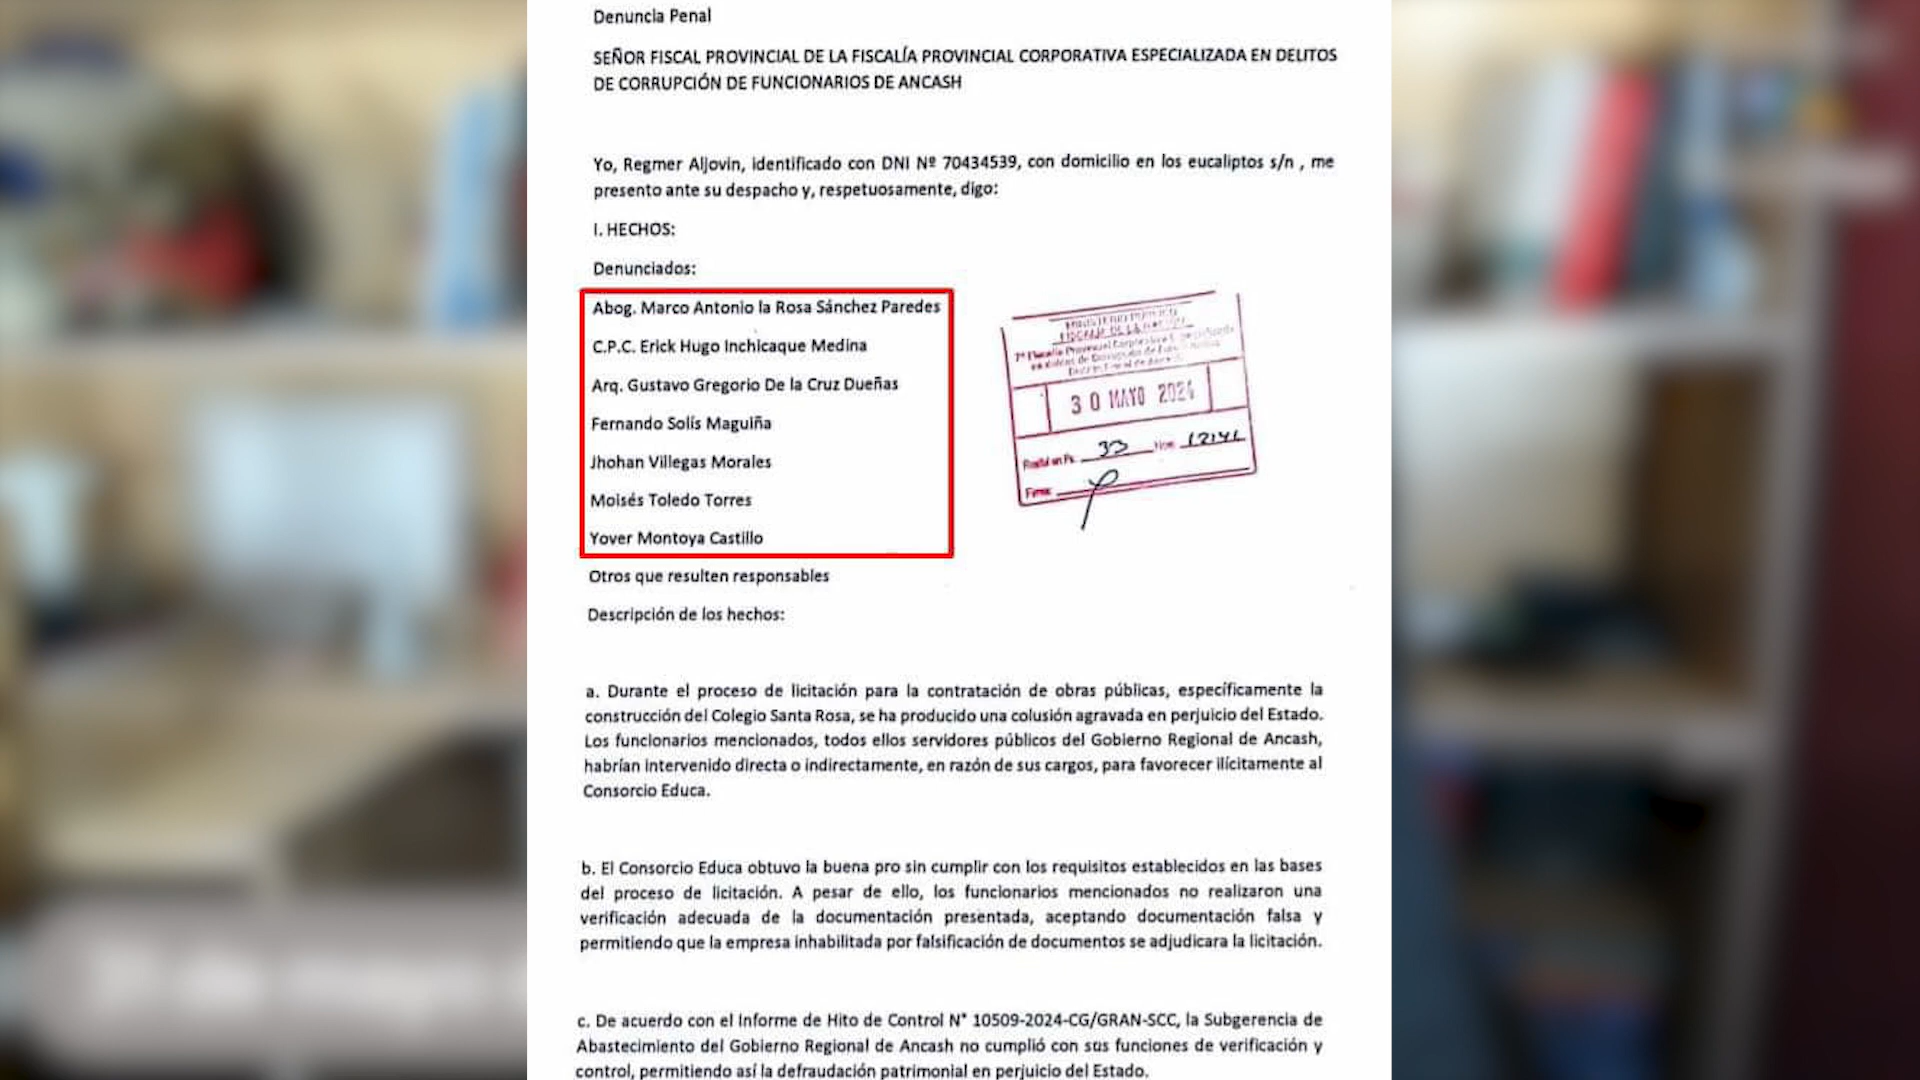 Denuncia Penal
SEÑOR FISCAL PROVINCIAL DE LA FISCALÍA PROVINCIAL CORPORATIVA ESPECIALIZADA EN DELITOS
DE CORRUPCIÓN DE FUNCIONARIOS DE ANCASH
Yo, Regmer Aljovin, identificado con DNI Nº 70434539, con domicilio en los eucaliptos s/n , me
presento ante su despacho y, respetuosamente, digo:
I. HECHOS:
Denunciados:
Abog. Marco Antonio la Rosa Sánchez Paredes
C.P.C. Erick Hugo Inchicaque Medina
Arq. Gustavo Gregorio De la Cruz Dueñas
Fernando Solís Maguiña
Jhohan Villegas Morales
Moisés Toledo Torres
Yover Montoya Castillo
MINISTERIO PÚBLICO
FISCALIA DE LA NACIÓN
30 MAYO 2024
33
Firma:
Otros que resulten responsables
Descripción de los hechos:
a. Durante el proceso de licitación para la contratación de obras públicas, específicamente la
construcción del Colegio Santa Rosa, se ha producido una colusión agravada en perjuicio del Estado.
Los funcionarios mencionados, todos ellos servidores públicos del Gobierno Regional de Ancash,
habrían intervenido directa o indirectamente, en razón de sus cargos, para favorecer ilícitamente al
Consorcio Educa.
b. El Consorcio Educa obtuvo la buena pro sin cumplir con los requisitos establecidos en las bases
del proceso de licitación. A pesar de ello, los funcionarios mencionados no realizaron una
verificación adecuada de la documentación presentada, aceptando documentación falsa y
permitiendo que la empresa inhabilitada por falsificación de documentos se adjudicara la licitación.
c. De acuerdo con el Informe de Hito de Control N° 10509-2024-CG/GRAN-SCC, la Subgerencia de
Abastecimiento del Gobierno Regional de Ancash no cumplió con sus funciones de verificación y
control, permitiendo así la defraudación patrimonial en perjuicio del Estado.